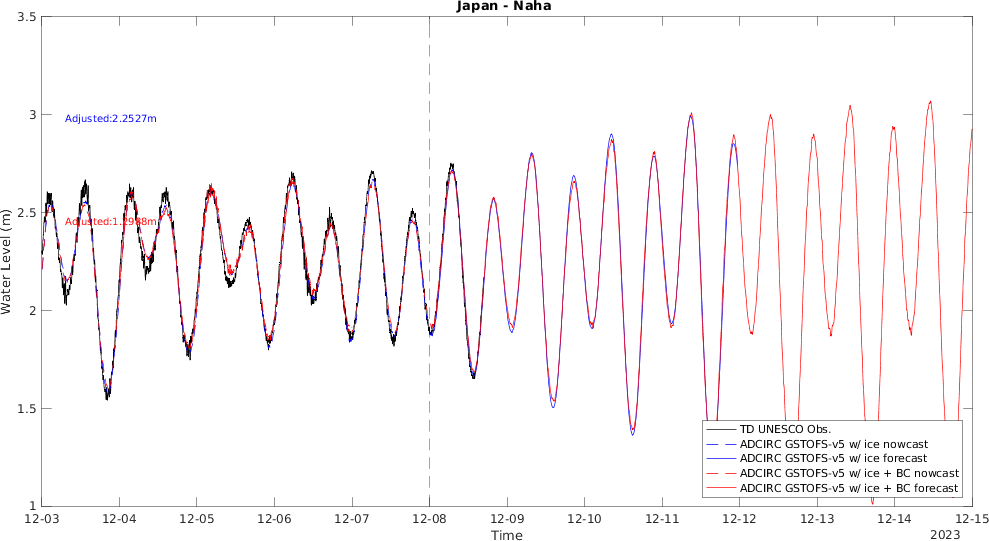 Japan - Naha
3.5
3
2.5
2
1.5
1
Water Level (m)
Adjusted:2.2527m
Adjusted:1.2988m
TD UNESCO Obs.
ADCIRC GSTOFS-v5 w/ ice nowcast
ADCIRC GSTOFS-v5 w/ ice forecast
ADCIRC GSTOFS-v5 w/ ice + BC nowcast
ADCIRC GSTOFS-v5 w/ ice + BC forecast
12-03 12-04 12-05 12-06 12-07 12-08 12-09 12-10 12-11 12-12 12-13 12-14 12-15
Time
2023